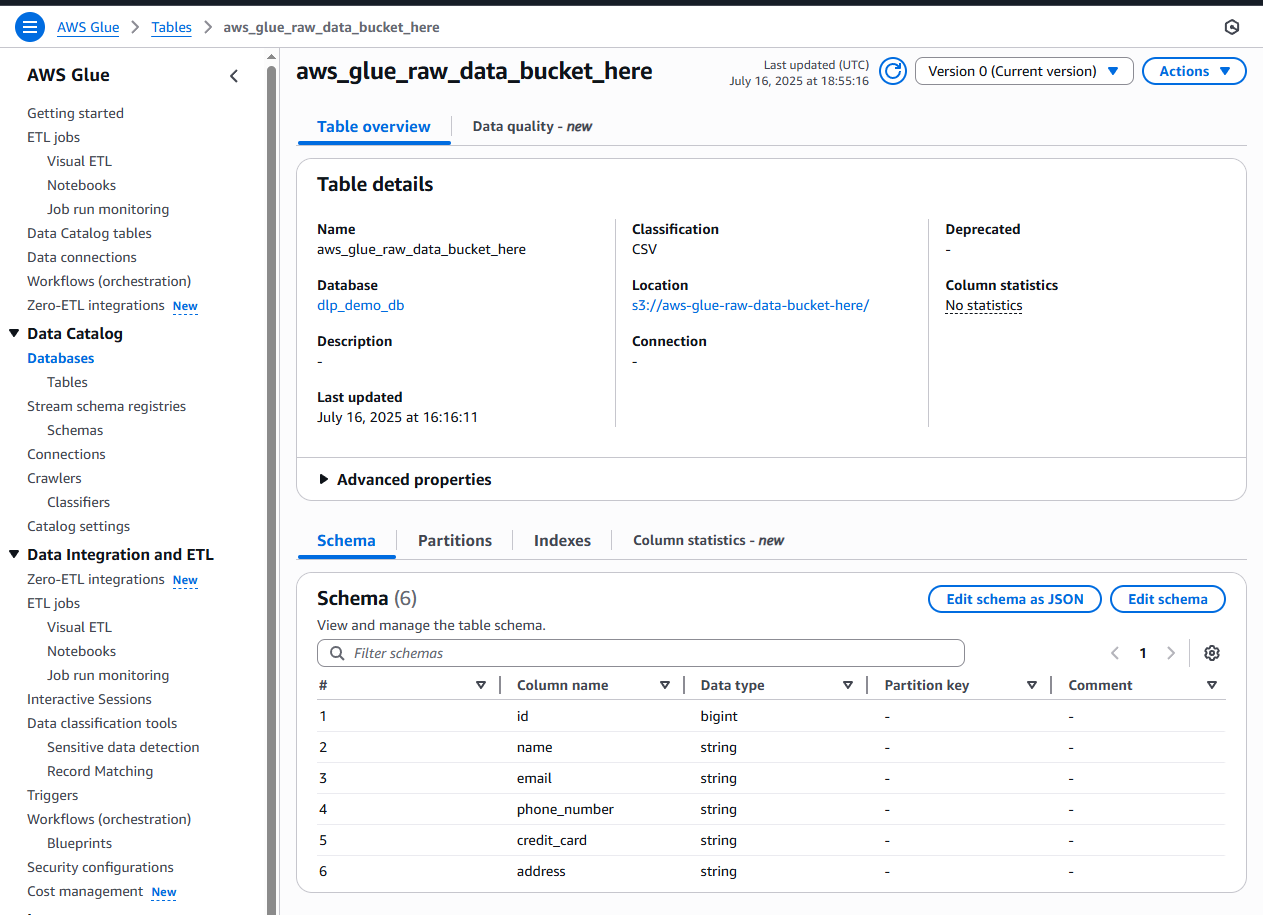 AWS Glue > Tables > aws_glue_raw_data_bucket_here
AWS Glue
Getting started
ETL jobs
Visual ETL
Notebooks
Job run monitoring
Data Catalog tables
Data connections
Workflows (orchestration)
Zero-ETL integrations New
Data Catalog
Databases
Tables
Stream schema registries
Schemas
Connections
Crawlers
Classifiers
Catalog settings
Data Integration and ETL
Zero-ETL integrations New
ETL jobs
Visual ETL
Notebooks
Job run monitoring
Interactive Sessions
Data classification tools
Sensitive data detection
Record Matching
Triggers
Workflows (orchestration)
Blueprints
Security configurations
Cost management New
aws_glue_raw_data_bucket_here
Last updated (UTC)
July 16, 2025 at 18:55:16
Version 0 (Current version)
Actions
Table overview
Data quality - new
Table details
Name
aws_glue_raw_data_bucket_here
Database
dlp_demo_db
Description
-
Last updated
July 16, 2025 at 16:16:11
Classification
CSV
Location
s3://aws-glue-raw-data-bucket-here/
Connection
-
Deprecated
-
Column statistics
No statistics
Advanced properties
Schema Partitions Indexes Column statistics - new
Schema (6)
Edit schema as JSON
Edit schema
View and manage the table schema.
Filter schemas
1
# Column name Data type Partition key Comment
1 id bigint - -
2 name string - -
3 email string - -
4 phone_number string - -
5 credit_card string - -
6 address string - -